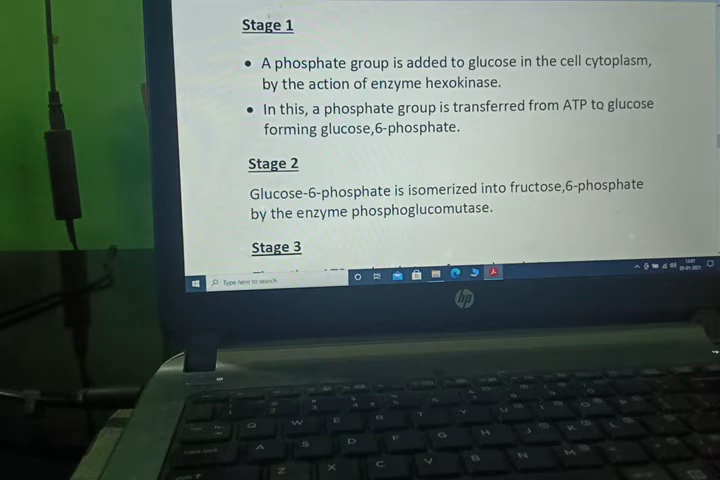 Stage 1
• A phosphate group is added to glucose in the cell cytoplasm,
by the action of enzyme hexokinase.
• In this, a phosphate group is transferred from ATP to glucose
forming glucose,6-phosphate.
Stage 2
Glucose-6-phosphate is isomerized into fructose,6-phosphate
by the enzyme phosphoglucomutase.
Stage 3
Type here to search
hp
Q W E R T Y U I O P
A S D F G H J K L
Z X C V B N M